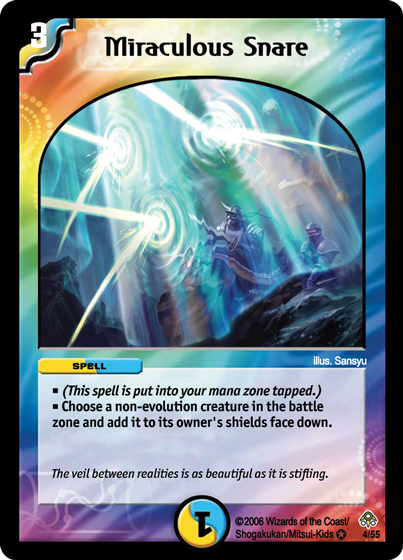 3
Miraculous Snare
SPELL
illus. Sansyu
▪ (This spell is put into your mana zone tapped.)
▪ Choose a non-evolution creature in the battle
zone and add it to its owner's shields face down.
The veil between realities is as beautiful as it is stifling.
1
©2006 Wizards of the Coast/
Shogakukan/Mitsui-Kids ✪
4/55